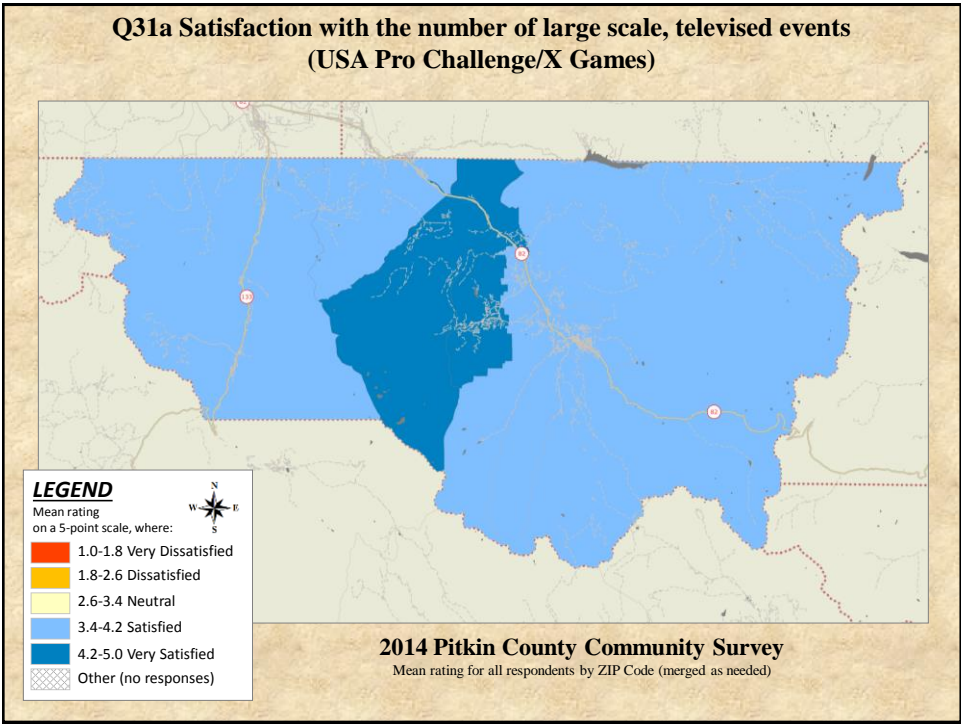 Q31a Satisfaction with the number of large scale, televised events
(USA Pro Challenge/X Games)
82
133
82
LEGEND
N
W E
S
Mean rating
on a 5-point scale, where:
1.0-1.8 Very Dissatisfied
1.8-2.6 Dissatisfied
2.6-3.4 Neutral
3.4-4.2 Satisfied
4.2-5.0 Very Satisfied
Other (no responses)
2014 Pitkin County Community Survey
Mean rating for all respondents by ZIP Code (merged as needed)